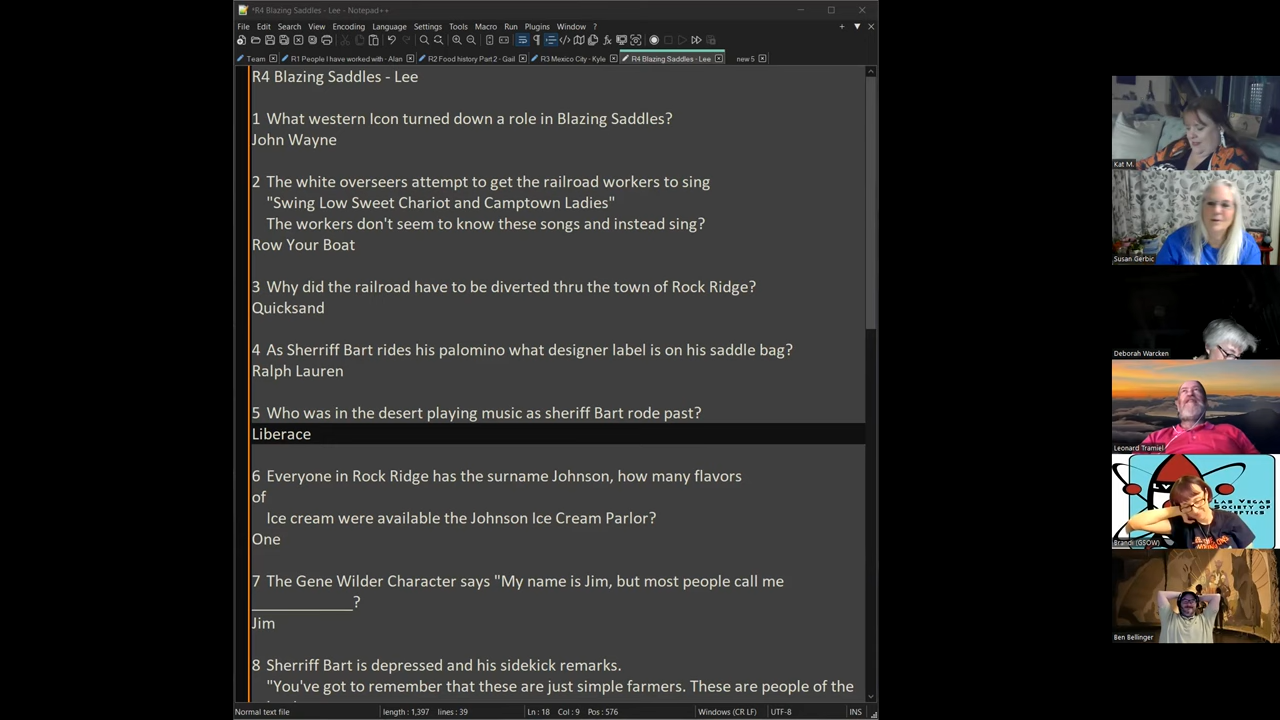 *R4 Blazing Saddles - Lee - Notepad++
File Edit Search View Encoding Language Settings Tools Macro Run Plugins Window ?
Team R1 People I have worked with - Alan R2 Food history Part 2 - Gail R3 Mexico City - Kyle R4 Blazing Saddles - Lee new 5
R4 Blazing Saddles - Lee
1 What western Icon turned down a role in Blazing Saddles?
John Wayne
2 The white overseers attempt to get the railroad workers to sing
"Swing Low Sweet Chariot and Camptown Ladies"
The workers don't seem to know these songs and instead sing?
Row Your Boat
3 Why did the railroad have to be diverted thru the town of Rock Ridge?
Quicksand
4 As Sherriff Bart rides his palomino what designer label is on his saddle bag?
Ralph Lauren
5 Who was in the desert playing music as sheriff Bart rode past?
Liberace
6 Everyone in Rock Ridge has the surname Johnson, how many flavors
of
Ice cream were available the Johnson Ice Cream Parlor?
One
7 The Gene Wilder Character says "My name is Jim, but most people call me
____________?
Jim
8 Sherriff Bart is depressed and his sidekick remarks.
"You've got to remember that these are just simple farmers. These are people of the
Normal text file length : 1,397 lines : 39 Ln : 18 Col : 9 Pos : 576 Windows (CR LF) UTF-8 INS
Kat M.
Susan Gerbic
Deborah Warcken
Leonard Tramiel
LAS VEGAS
SOCIETY OF
Brandi (GSOW)
Ben Bellinger